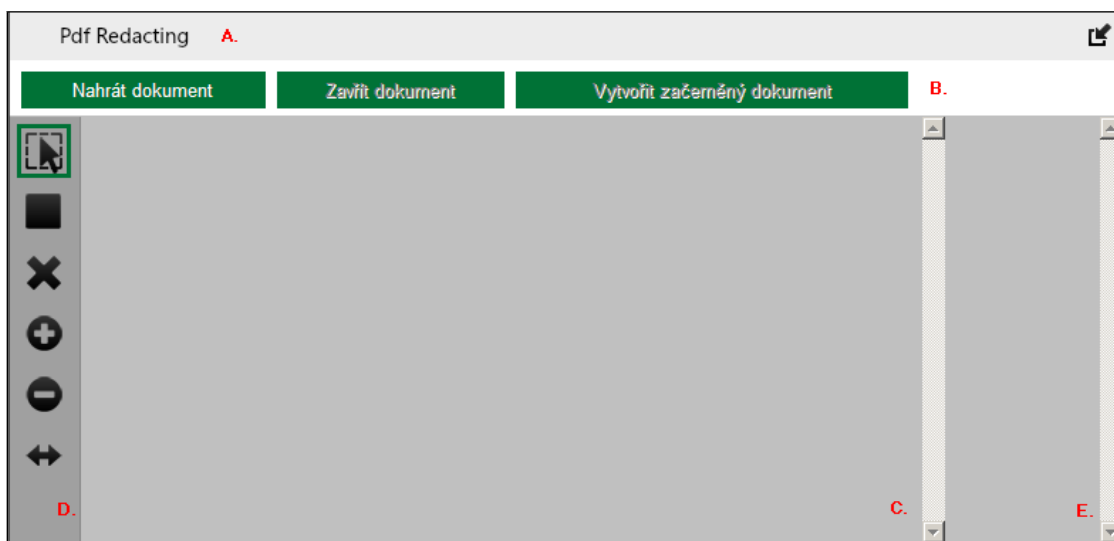 Pdf Redacting A.
Nahrát dokument Zavřít dokument Vytvořit začerněný dokument B.
D. C. E.